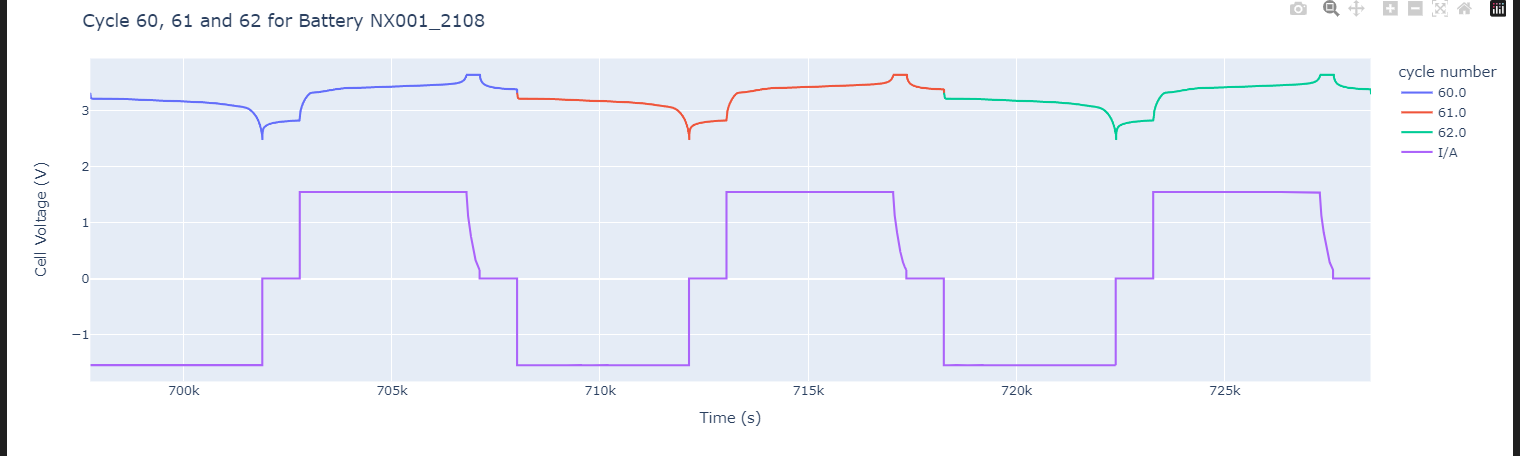 Cycle 60, 61 and 62 for Battery NX001_2108
cycle number
60.0
61.0
62.0
I/A
Cell Voltage (V)
3
2
1
0
−1
700k
705k
710k
715k
720k
725k
Time (s)